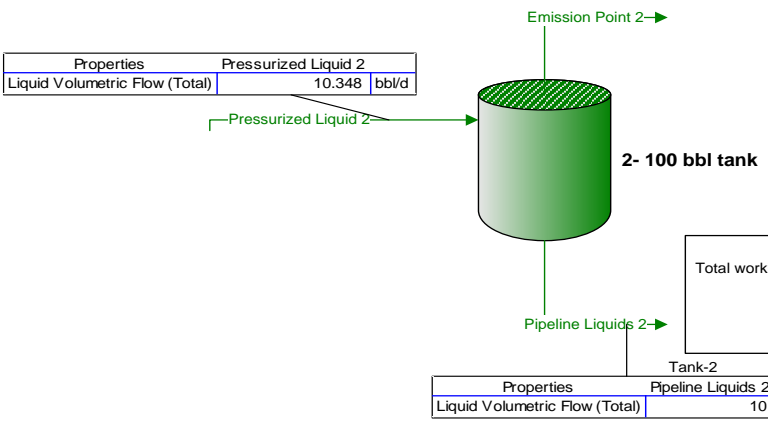 Emission Point 2
Properties Pressurized Liquid 2
Liquid Volumetric Flow (Total) 10.348 bbl/d
Pressurized Liquid 2
2- 100 bbl tank
Total work
Pipeline Liquids 2
Tank-2
Properties Pipeline Liquids 2
Liquid Volumetric Flow (Total) 10